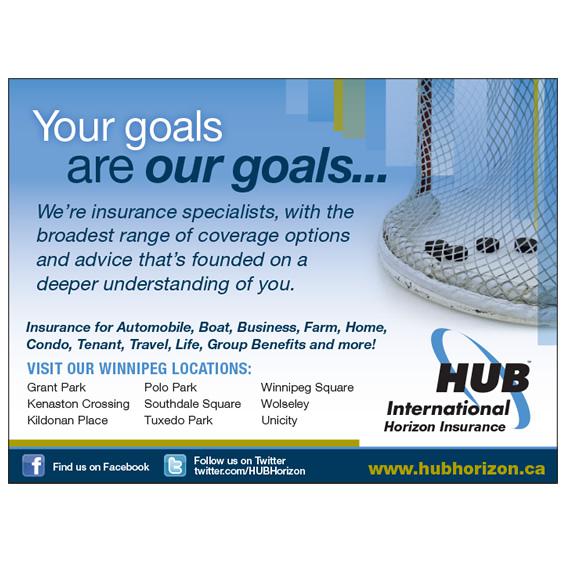 Your goals
are our goals...
We're insurance specialists, with the
broadest range of coverage options
and advice that's founded on a
deeper understanding of you.
Insurance for Automobile, Boat, Business, Farm, Home,
Condo, Tenant, Travel, Life, Group Benefits and more!
VISIT OUR WINNIPEG LOCATIONS:
Grant Park Polo Park Winnipeg Square
Kenaston Crossing Southdale Square Wolseley
Kildonan Place Tuxedo Park Unicity
HUB™
International
Horizon Insurance
f Find us on Facebook
t Follow us on Twitter
twitter.com/HUBHorizon
www.hubhorizon.ca